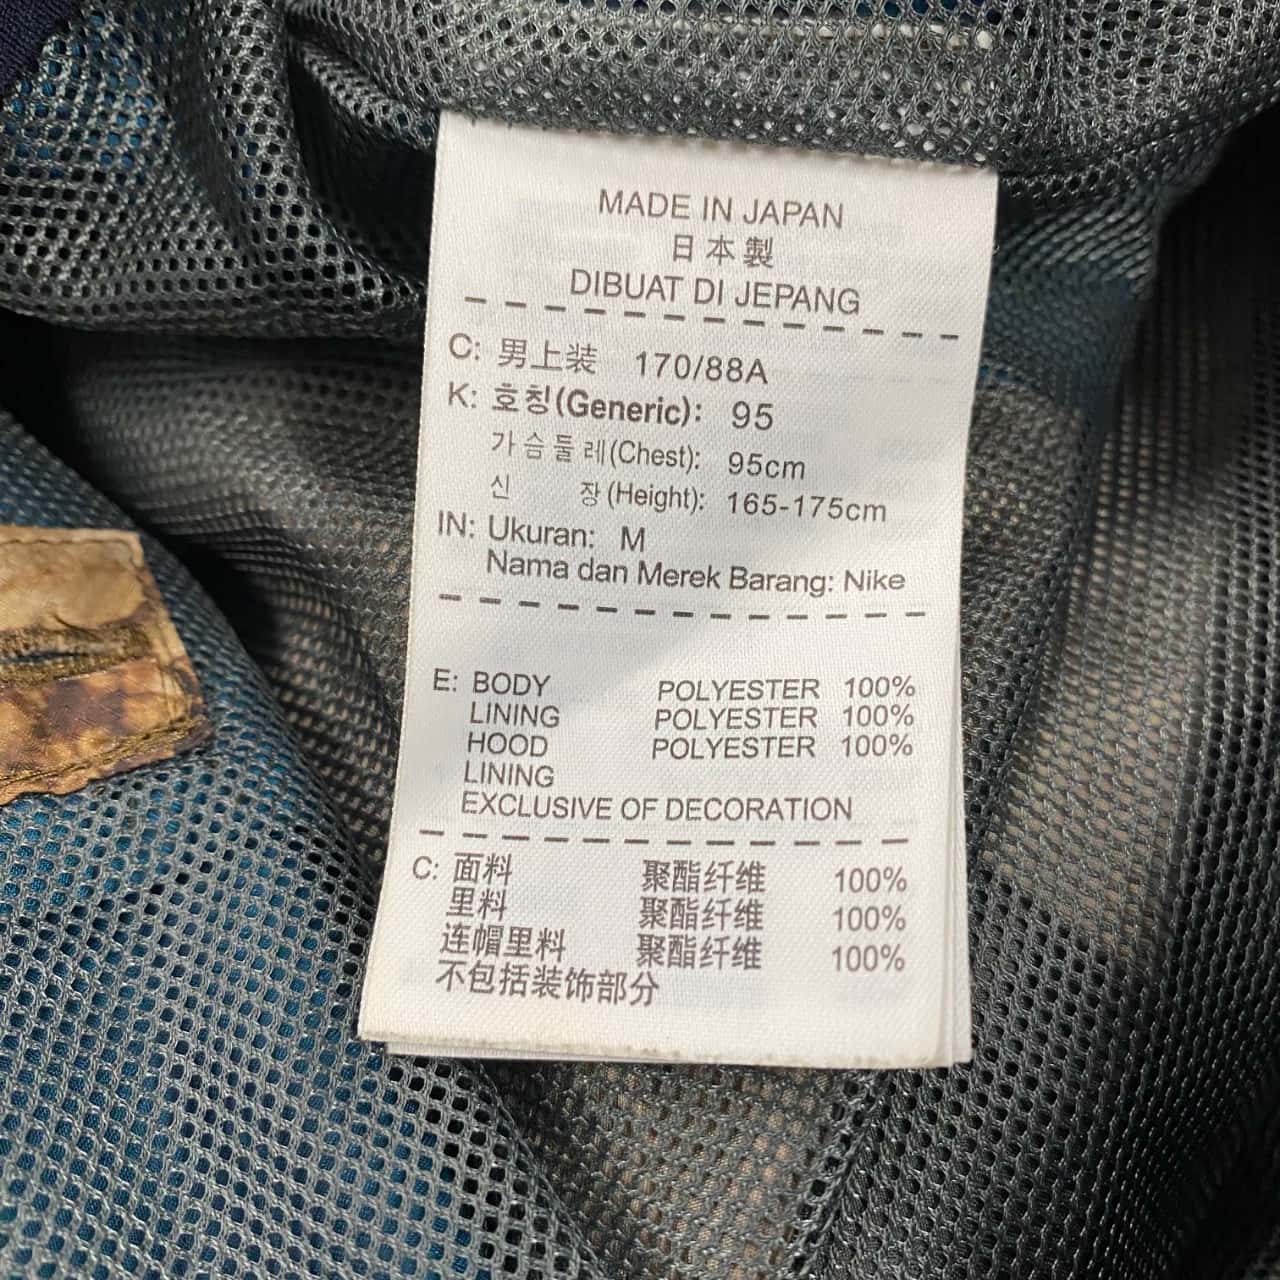 MADE IN JAPAN
日本製
DIBUAT DI JEPANG
C: 男上装 170/88A
K: 호칭(Generic): 95
가슴둘레(Chest): 95cm
신 장(Height): 165-175cm
IN: Ukuran: M
Nama dan Merek Barang: Nike
E: BODY POLYESTER 100%
LINING POLYESTER 100%
HOOD POLYESTER 100%
LINING
EXCLUSIVE OF DECORATION
C: 面料 聚酯纤维 100%
里料 聚酯纤维 100%
连帽里料 聚酯纤维 100%
不包括装饰部分